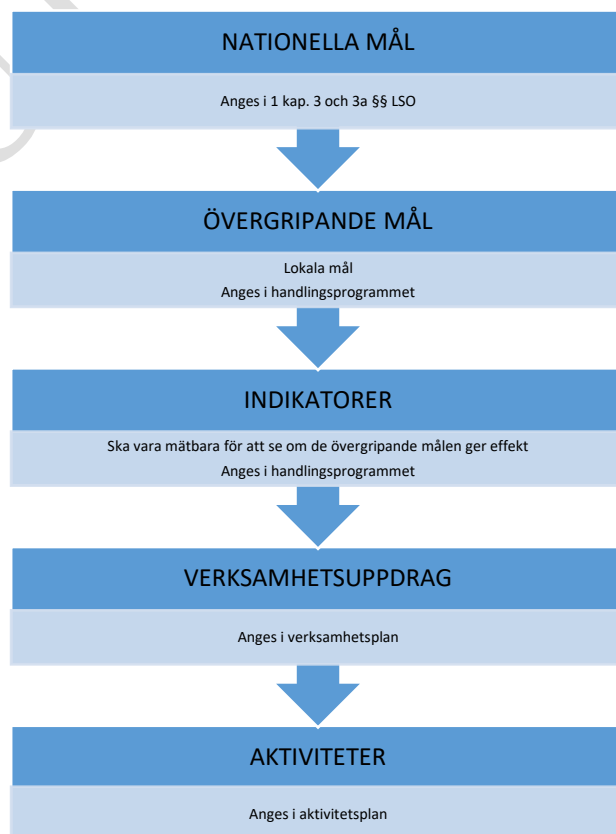 NATIONELLA MÅL
Anges i 1 kap. 3 och 3a §§ LSO
ÖVERGRIPANDE MÅL
Lokala mål
Anges i handlingsprogrammet
INDIKATORER
Ska vara mätbara för att se om de övergripande målen ger effekt
Anges i handlingsprogrammet
VERKSAMHETSUPPDRAG
Anges i verksamhetsplan
AKTIVITETER
Anges i aktivitetsplan